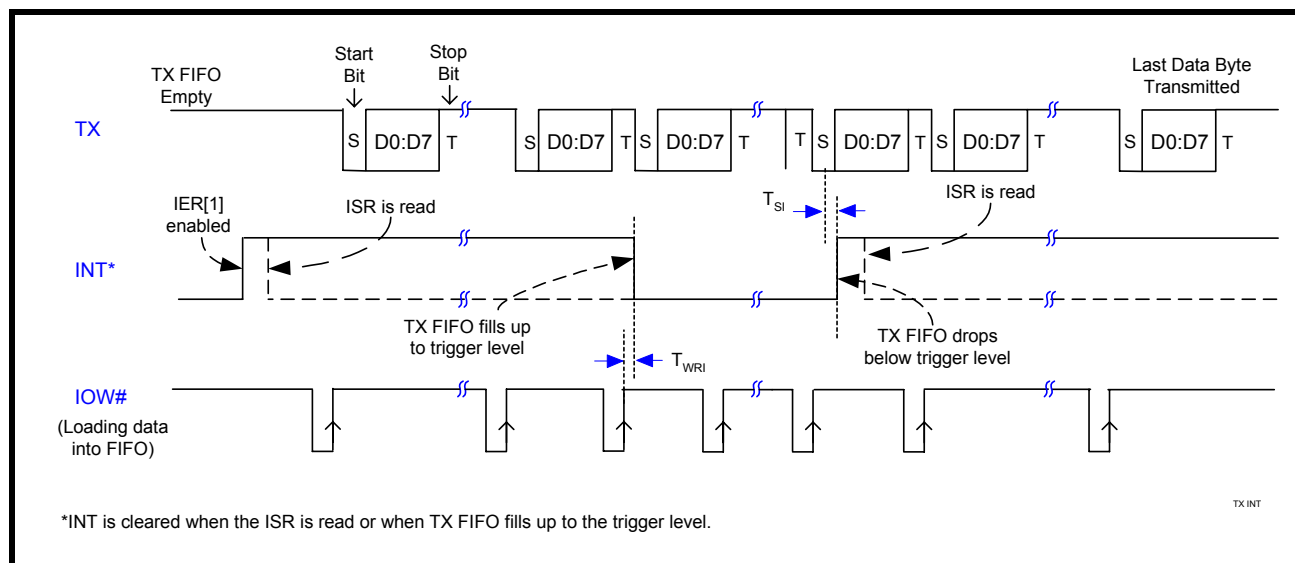 Start
Bit
Stop
Bit
TX FIFO
Empty
Last Data Byte
Transmitted
TX
S D0:D7 T S D0:D7 T S D0:D7 T T S D0:D7 T S D0:D7 T S D0:D7 T
IER[1]
enabled
ISR is read
TSI
ISR is read
INT*
TX FIFO fills up
to trigger level
TX FIFO drops
below trigger level
TWRI
IOW#
(Loading data
into FIFO)
*INT is cleared when the ISR is read or when TX FIFO fills up to the trigger level.
TX INT